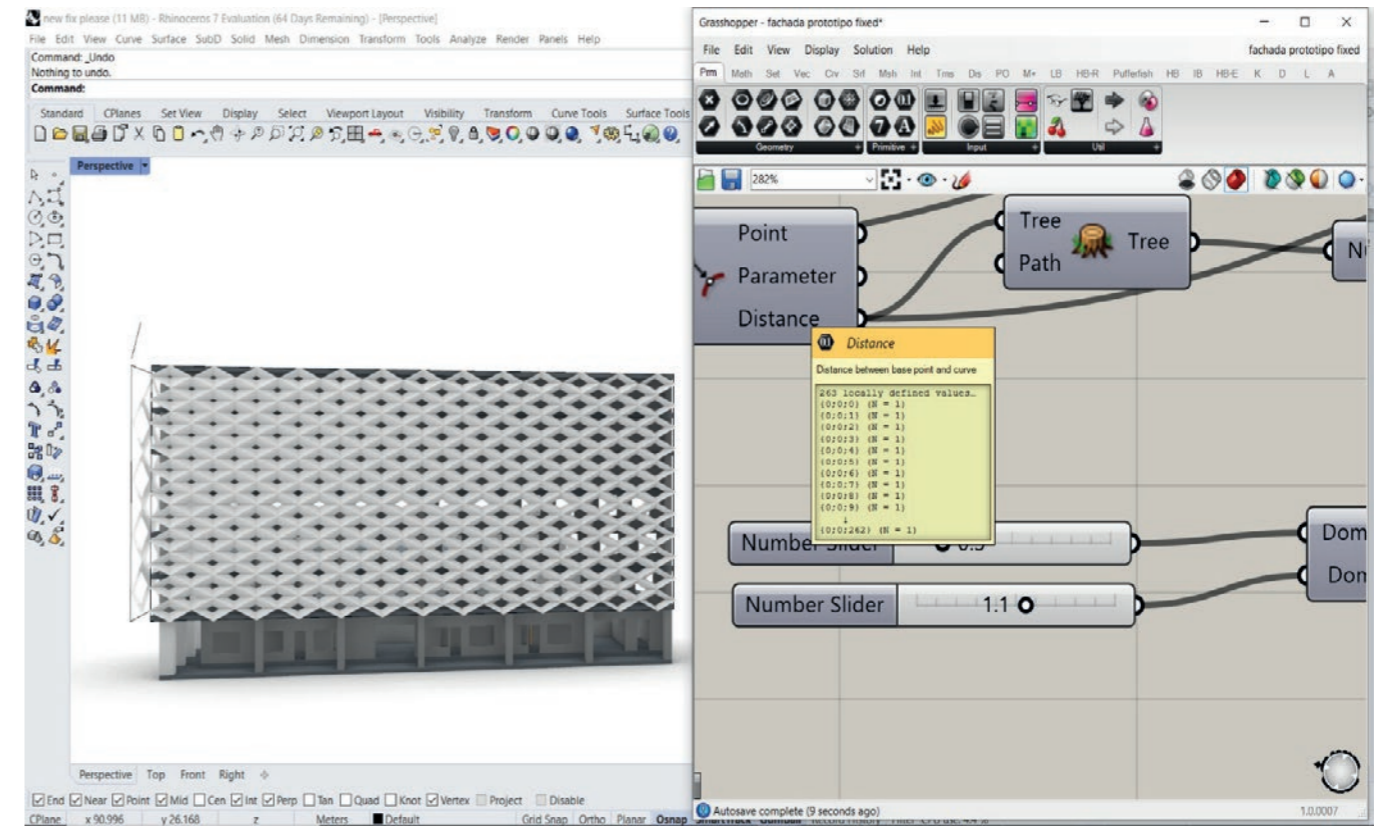 new fix please (11 MB) - Rhinoceros 7 Evaluation (64 Days Remaining) - [Perspective]
File Edit View Curve Surface SubD Solid Mesh Dimension Transform Tools Analyze Render Panels Help
Command: _Undo
Nothing to undo.
Command:
Standard CPlanes Set View Display Select Viewport Layout Visibility Transform Curve Tools Surface Tools
Perspective
Perspective Top Front Right
End Near Point Mid Cen Int Perp Tan Quad Knot Vertex Project Disable
CPlane x 90.996 y 26.168 z Meters Default Grid Snap Ortho Planar Osnap
Grasshopper - fachada prototipo fixed*
File Edit View Display Solution Help fachada prototipo fixed
Prm Math Set Vec Crv Srf Msh Int Trns Dis PO M+ LB HB-R Pufferfish HB IB HB-E K D L A
Geometry Primitive Input Util
282%
Point
Parameter
Distance
Tree
Path
Tree
Distance
Distance between base point and curve
263 locally defined values…
{0;0;0} (N = 1)
{0;0;1} (N = 1)
{0;0;2} (N = 1)
{0;0;3} (N = 1)
{0;0;4} (N = 1)
{0;0;5} (N = 1)
{0;0;6} (N = 1)
{0;0;7} (N = 1)
{0;0;8} (N = 1)
{0;0;9} (N = 1)
{0;0;262} (N = 1)
Number Slider
Number Slider 1.1
Dom
Dom
Autosave complete (9 seconds ago) 1.0.0007